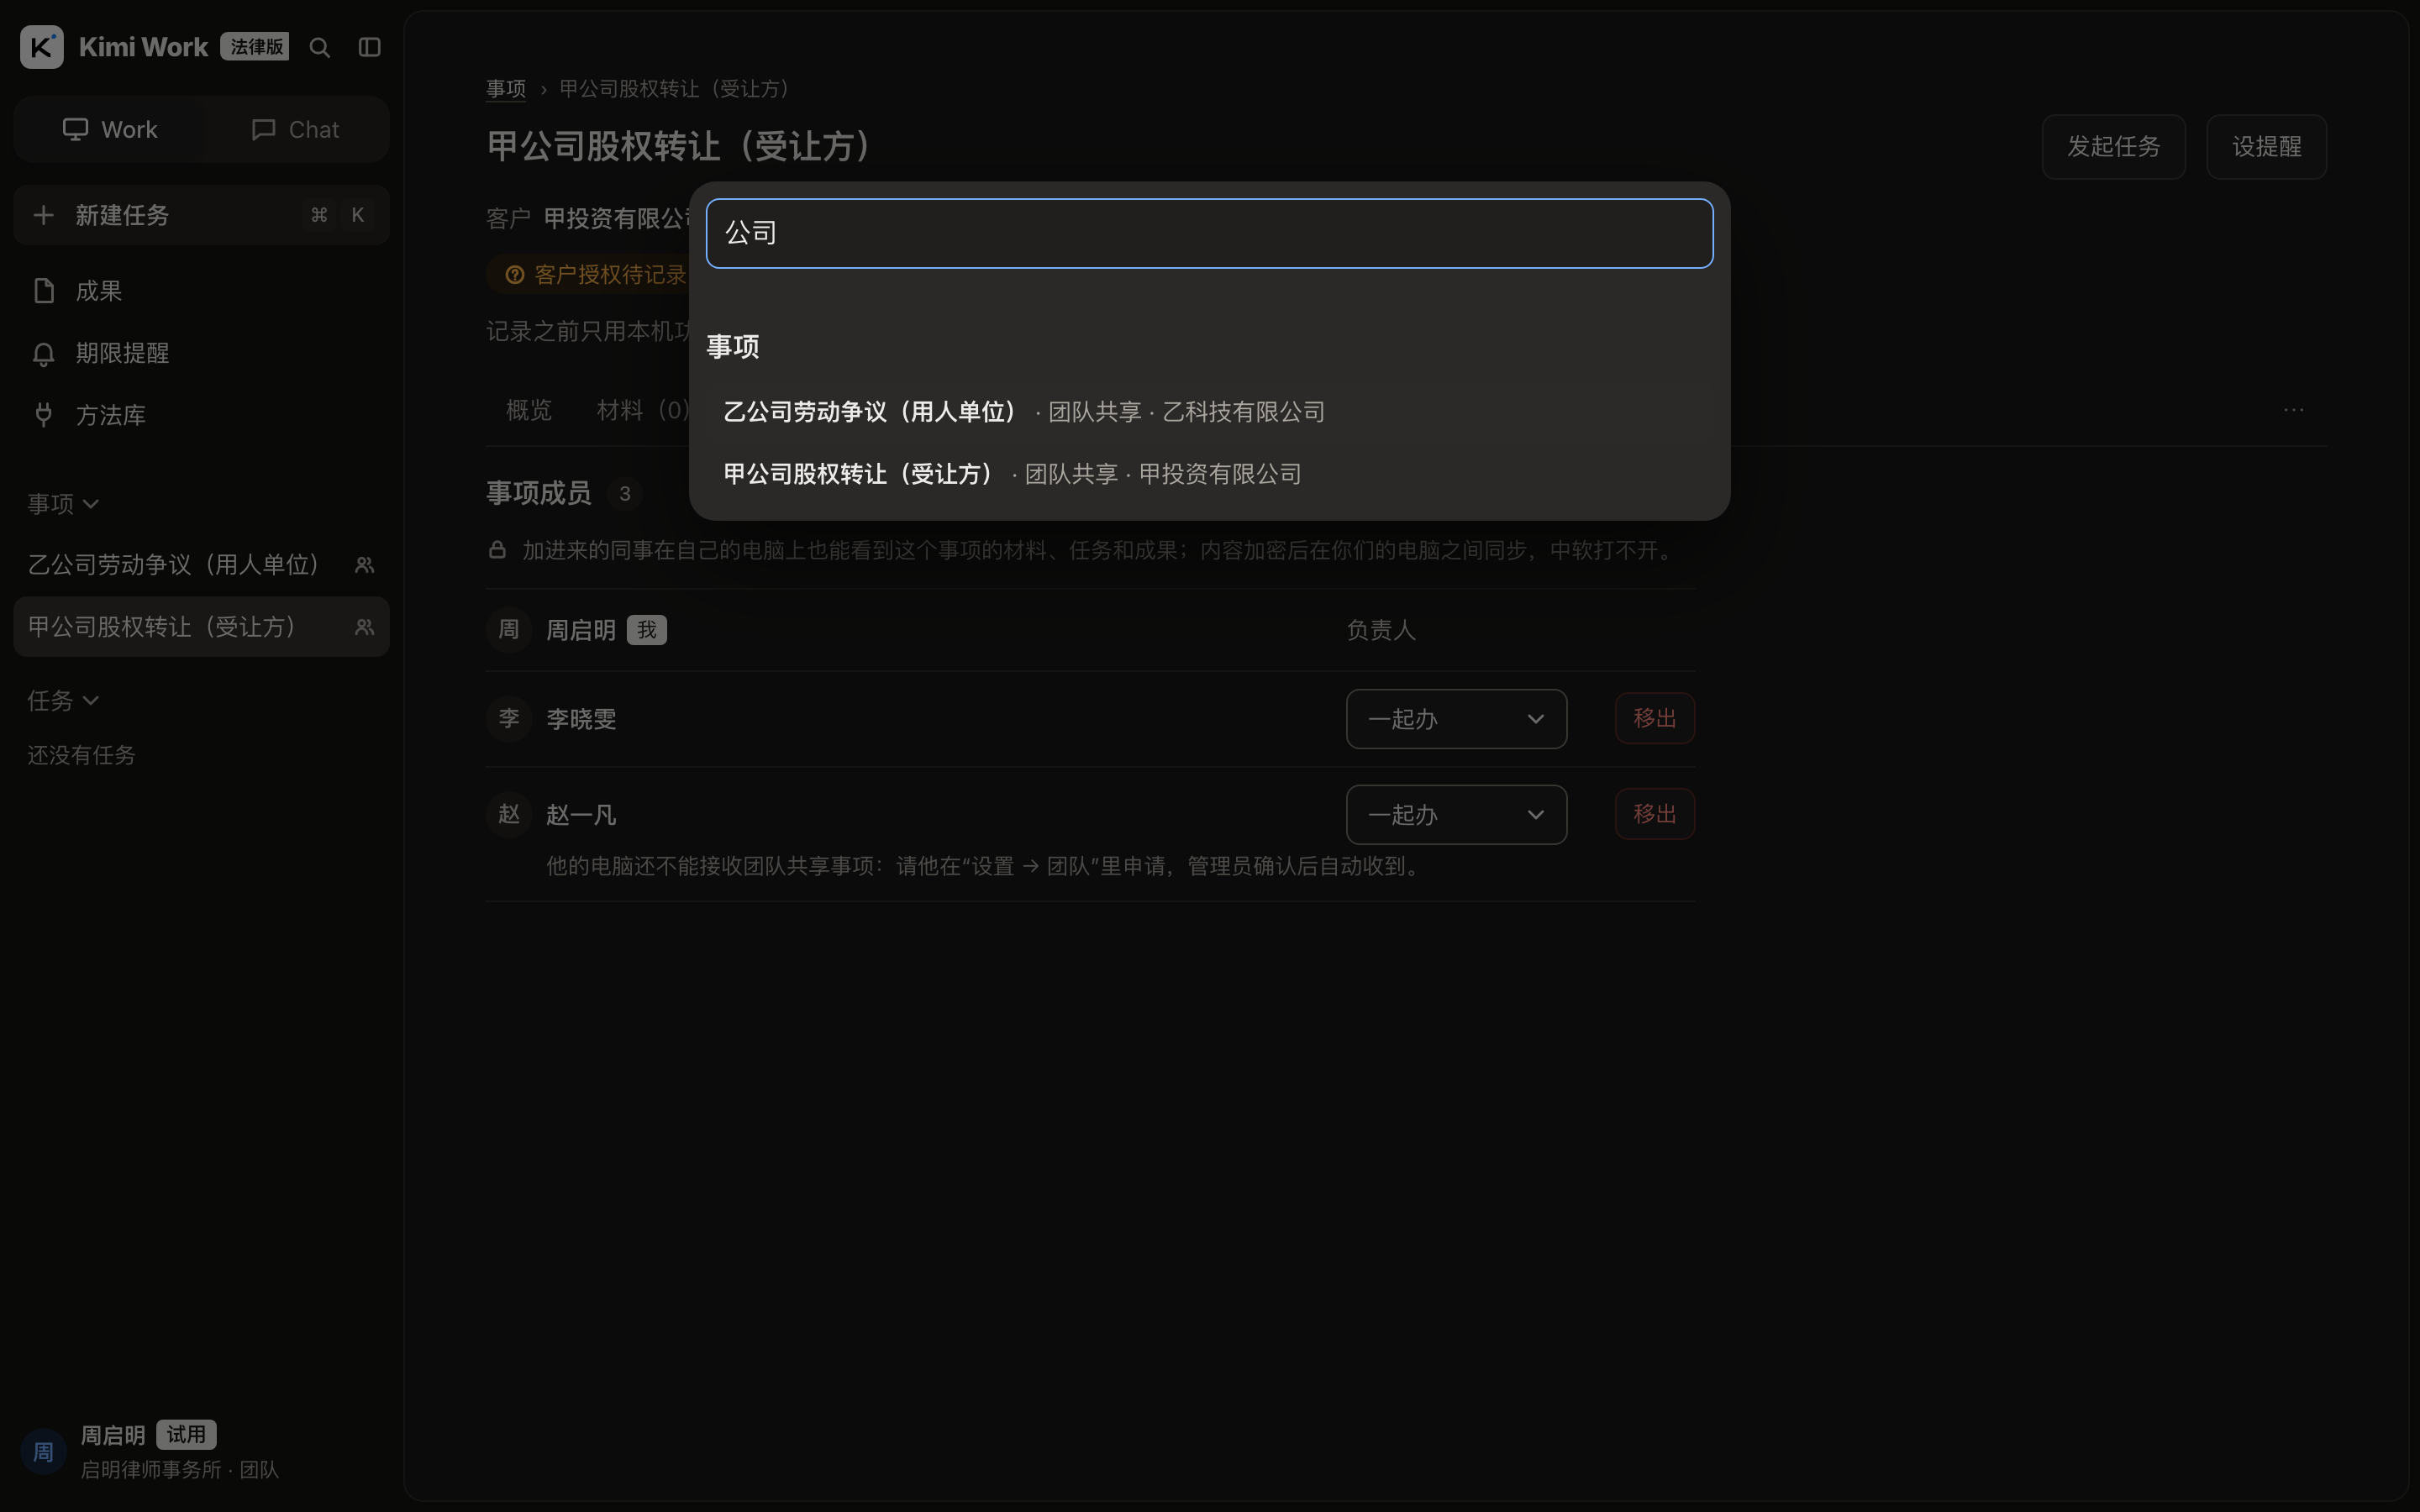 Kimi Work 法律版
Work
Chat
新建任务 ⌘ K
成果
期限提醒
方法库
事项
乙公司劳动争议（用人单位）
甲公司股权转让（受让方）
任务
还没有任务
周 周启明 试用
启明律师事务所 · 团队
事项 › 甲公司股权转让（受让方）
甲公司股权转让（受让方）
发起任务
设提醒
客户 甲投资有限公
客户授权待记录
记录之前只用本机
概览 材料（0） ···
公司
事项
乙公司劳动争议（用人单位） · 团队共享 · 乙科技有限公司
甲公司股权转让（受让方） · 团队共享 · 甲投资有限公司
事项成员 3
加进来的同事在自己的电脑上也能看到这个事项的材料、任务和成果；内容加密后在你们的电脑之间同步，中软打不开。
周 周启明 我 负责人
李 李晓雯 一起办 移出
赵 赵一凡 一起办 移出
他的电脑还不能接收团队共享事项：请他在“设置 → 团队”里申请，管理员确认后自动收到。